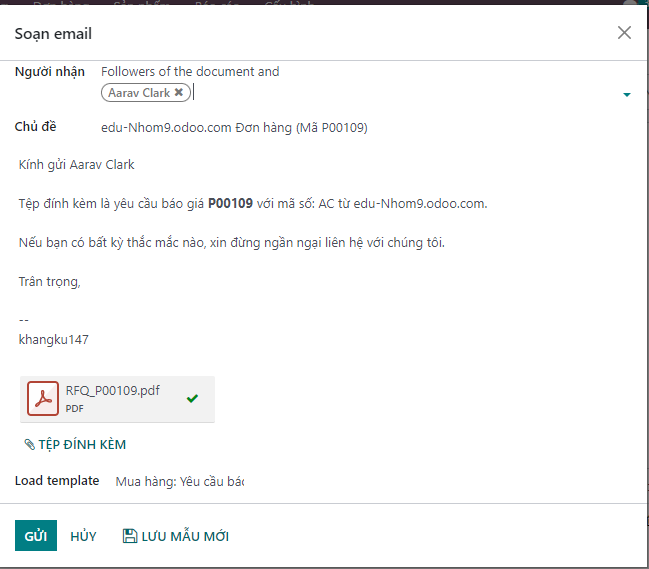 Soạn email
Người nhận Followers of the document and
Aarav Clark
Chủ đề edu-Nhom9.odoo.com Đơn hàng (Mã P00109)
Kính gửi Aarav Clark
Tệp đính kèm là yêu cầu báo giá P00109 với mã số: AC từ edu-Nhom9.odoo.com.
Nếu bạn có bất kỳ thắc mắc nào, xin đừng ngần ngại liên hệ với chúng tôi.
Trân trọng,
--
khangku147
RFQ_P00109.pdf
PDF
TỆP ĐÍNH KÈM
Load template Mua hàng: Yêu cầu báo
GỬI HỦY LƯU MẪU MỚI